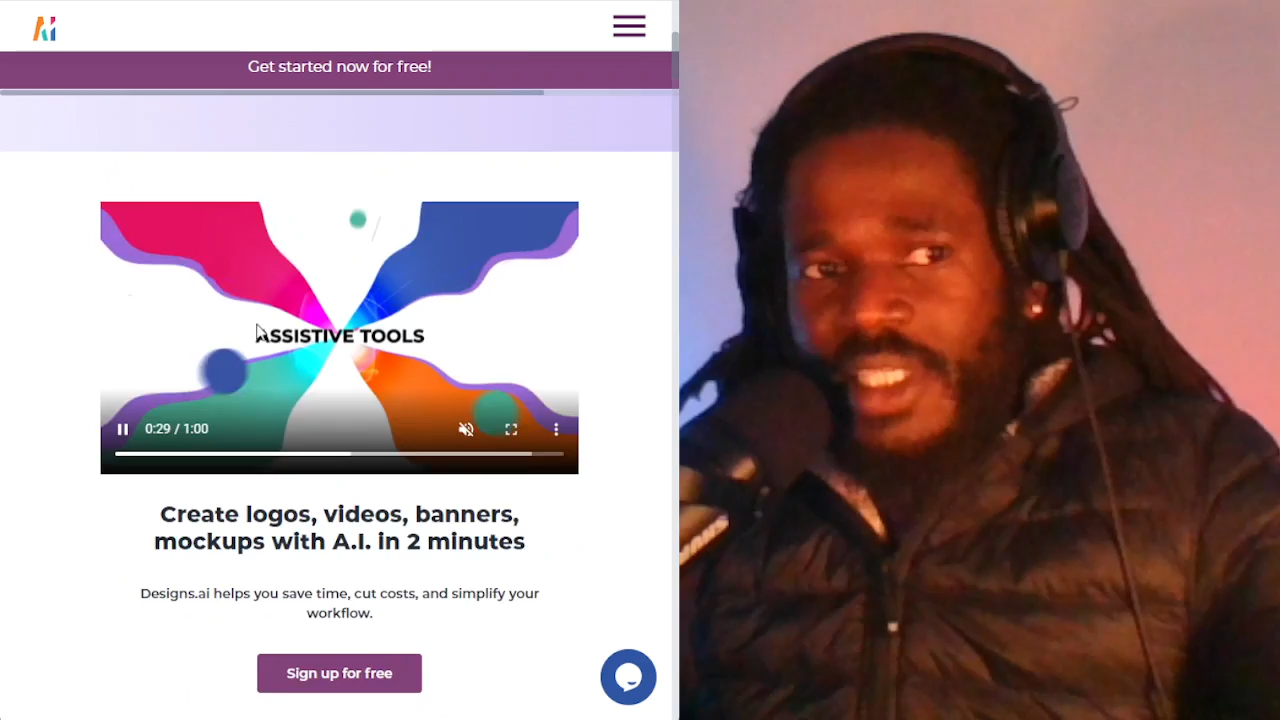 Ai
Get started now for free!
ASSISTIVE TOOLS
0:29 / 1:00
Create logos, videos, banners,
mockups with A.I. in 2 minutes
Designs.ai helps you save time, cut costs, and simplify your
workflow.
Sign up for free